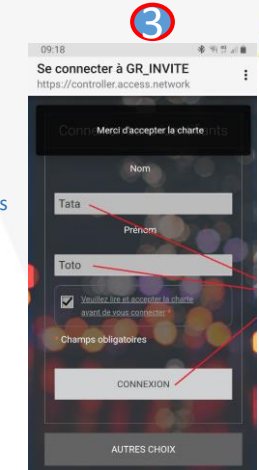 3
09:18
Se connecter à GR_INVITE
https://controller.access.network
Merci d'accepter la charte
Nom
s
Tata
Prénom
Toto
Veuillez lire et accepter la charte
avant de vous connecter *
* Champs obligatoires
CONNEXION
AUTRES CHOIX